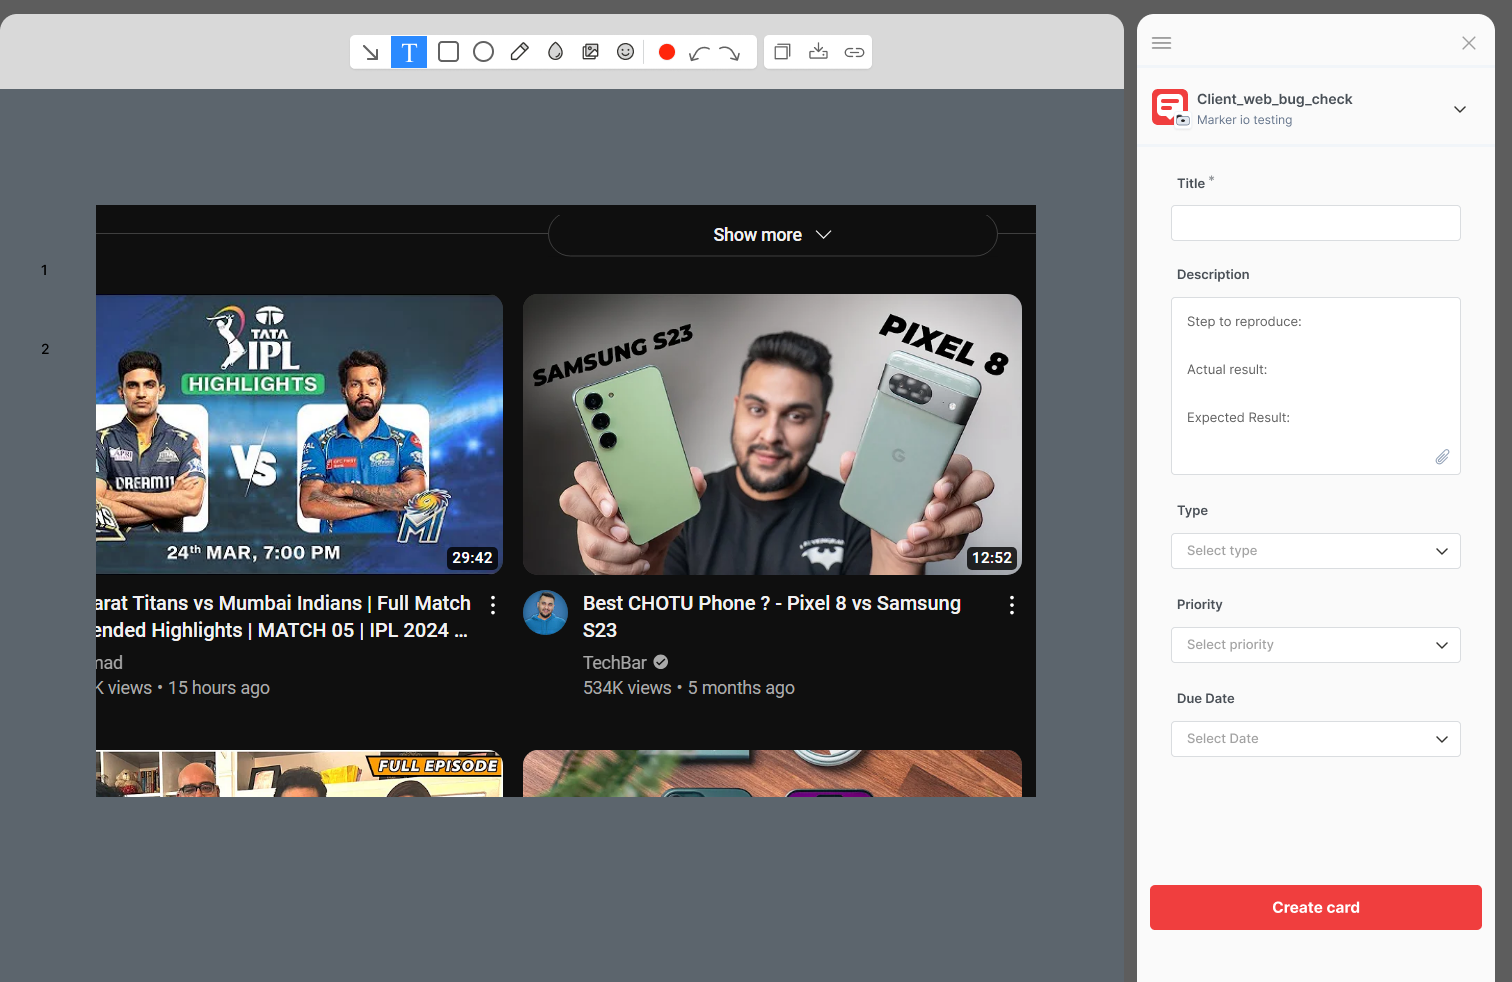 T
Client_web_bug_check
Marker io testing
Title *
Show more
1
2
Description
Step to reproduce:
Actual result:
Expected Result:
TATA
IPL
HIGHLIGHTS
VS
DREAM11
MI
24th MAR, 7:00 PM
29:42
SAMSUNG S23
PIXEL 8
G
12:52
arat Titans vs Mumbai Indians | Full Match
ended Highlights | MATCH 05 | IPL 2024 ...
mad
K views • 15 hours ago
Best CHOTU Phone ? - Pixel 8 vs Samsung
S23
TechBar
534K views • 5 months ago
FULL EPISODE
Type
Select type
Priority
Select priority
Due Date
Select Date
Create card